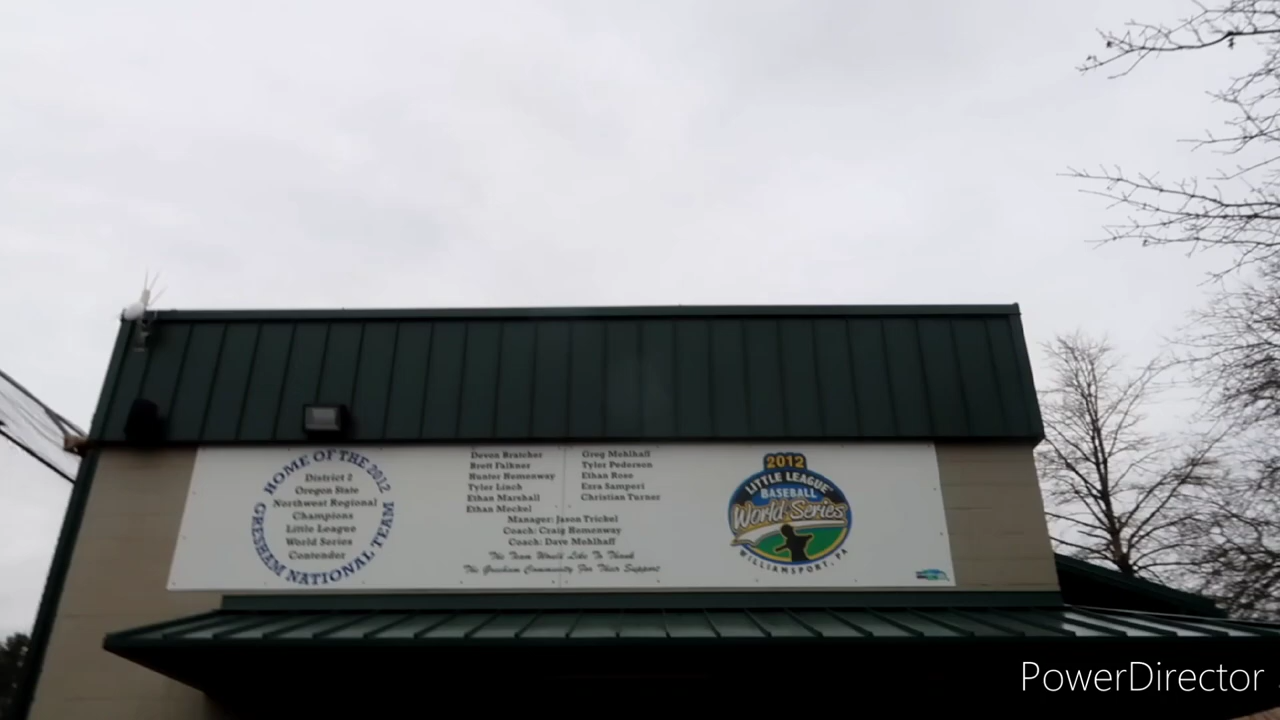 HOME OF THE 2012
GRESHAM NATIONAL TEAM
District 2
Oregon State
Northwest Regional
Champions
Little League
World Series
Contender
Devon Bratcher
Brett Falkner
Hunter Hemenway
Tyler Linch
Ethan Marshall
Ethan Meckel
Greg Mehlhaff
Tyler Pederson
Ethan Rose
Ezra Sampert
Christian Turner
Manager: Jason Trickel
Coach: Craig Hemenway
Coach: Dave Mehlhaff
The Team Would Like To Thank
The Gresham Community For Their Support
2012
LITTLE LEAGUE
BASEBALL
World Series
WILLIAMSPORT, PA
PowerDirector